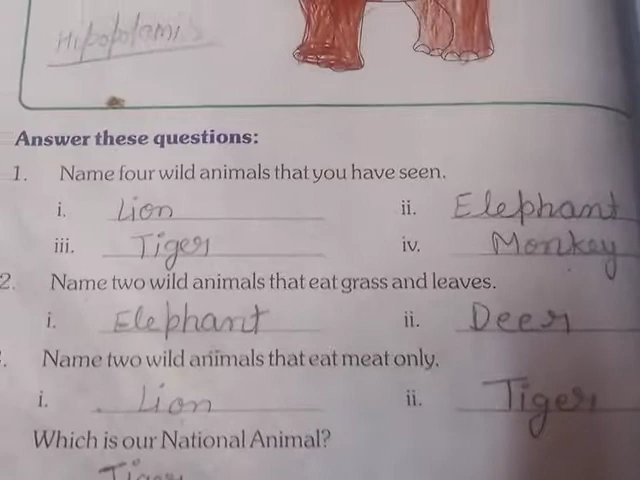 Hipopotamis
Answer these questions:
1. Name four wild animals that you have seen.
i. Lion ii. Elephant
iii. Tiger iv. Monkey
2. Name two wild animals that eat grass and leaves.
i. Elephant ii. Deer
. Name two wild animals that eat meat only.
i. Lion ii. Tiger
Which is our National Animal?
Tiger